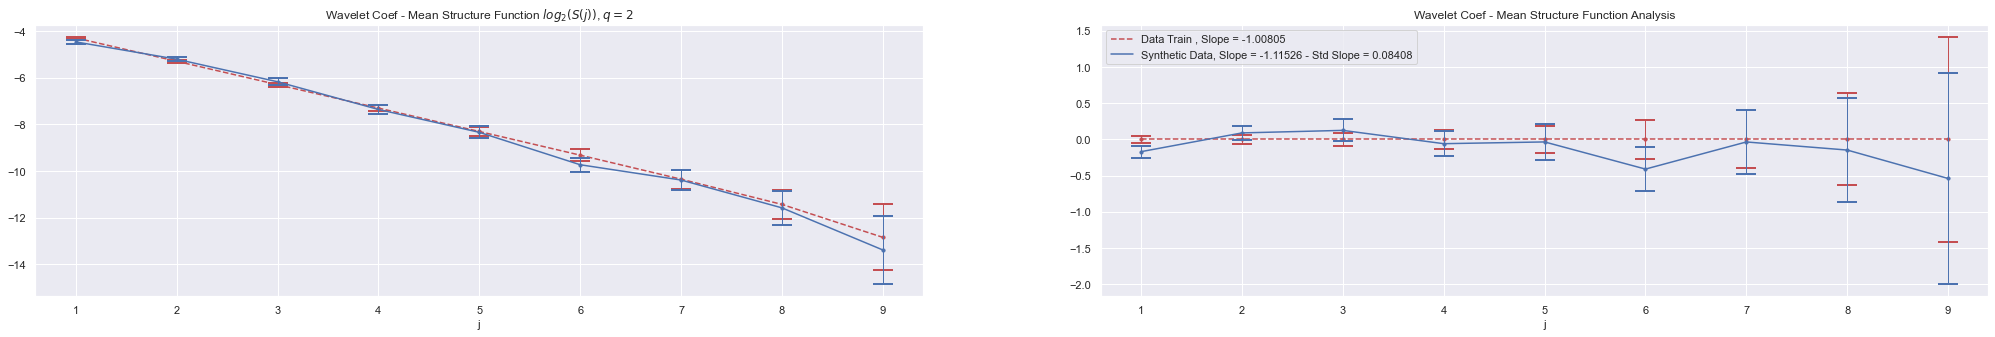 Wavelet Coef - Mean Structure Function log₂(S(j)), q = 2
−4
−6
−8
−10
−12
−14
1 2 3 4 5 6 7 8 9
j
Wavelet Coef - Mean Structure Function Analysis
Data Train , Slope = -1.00805
Synthetic Data, Slope = -1.11526 - Std Slope = 0.08408
1.5
1.0
0.5
0.0
−0.5
−1.0
−1.5
−2.0
1 2 3 4 5 6 7 8 9
j